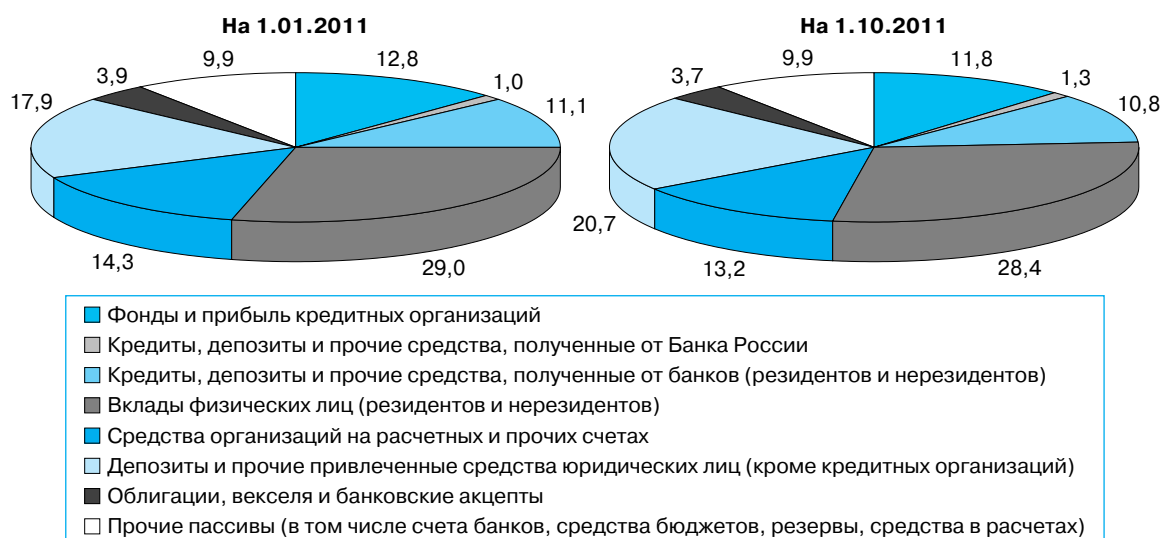 На 1.01.2011
12,8
1,0
11,1
29,0
14,3
17,9
3,9
9,9
На 1.10.2011
11,8
1,3
10,8
28,4
13,2
20,7
3,7
9,9
Фонды и прибыль кредитных организаций
Кредиты, депозиты и прочие средства, полученные от Банка России
Кредиты, депозиты и прочие средства, полученные от банков (резидентов и нерезидентов)
Вклады физических лиц (резидентов и нерезидентов)
Средства организаций на расчетных и прочих счетах
Депозиты и прочие привлеченные средства юридических лиц (кроме кредитных организаций)
Облигации, векселя и банковские акцепты
Прочие пассивы (в том числе счета банков, средства бюджетов, резервы, средства в расчетах)